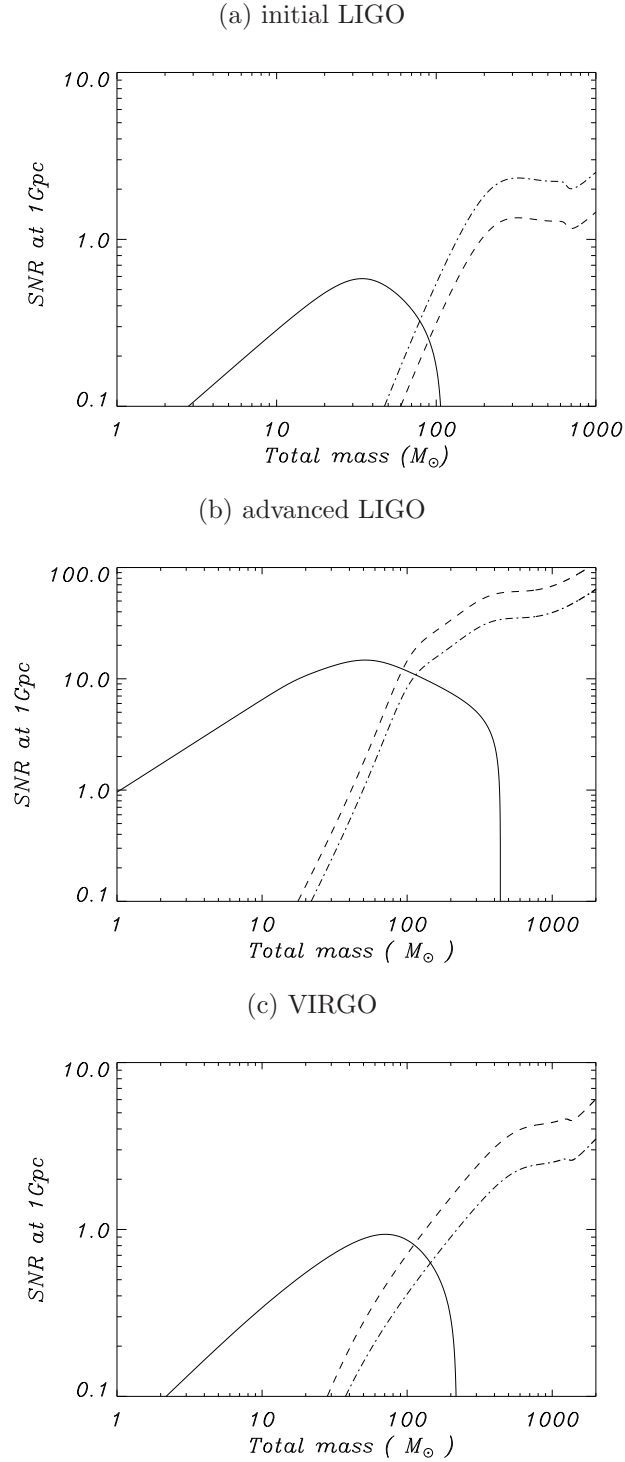 (a) initial LIGO
10.0
1.0
0.1
SNR at 1Gpc
1 10 100 1000
Total mass (M⊙)
(b) advanced LIGO
100.0
10.0
1.0
0.1
SNR at 1Gpc
1 10 100 1000
Total mass ( M⊙ )
(c) VIRGO
10.0
1.0
0.1
SNR at 1Gpc
1 10 100 1000
Total mass ( M⊙ )